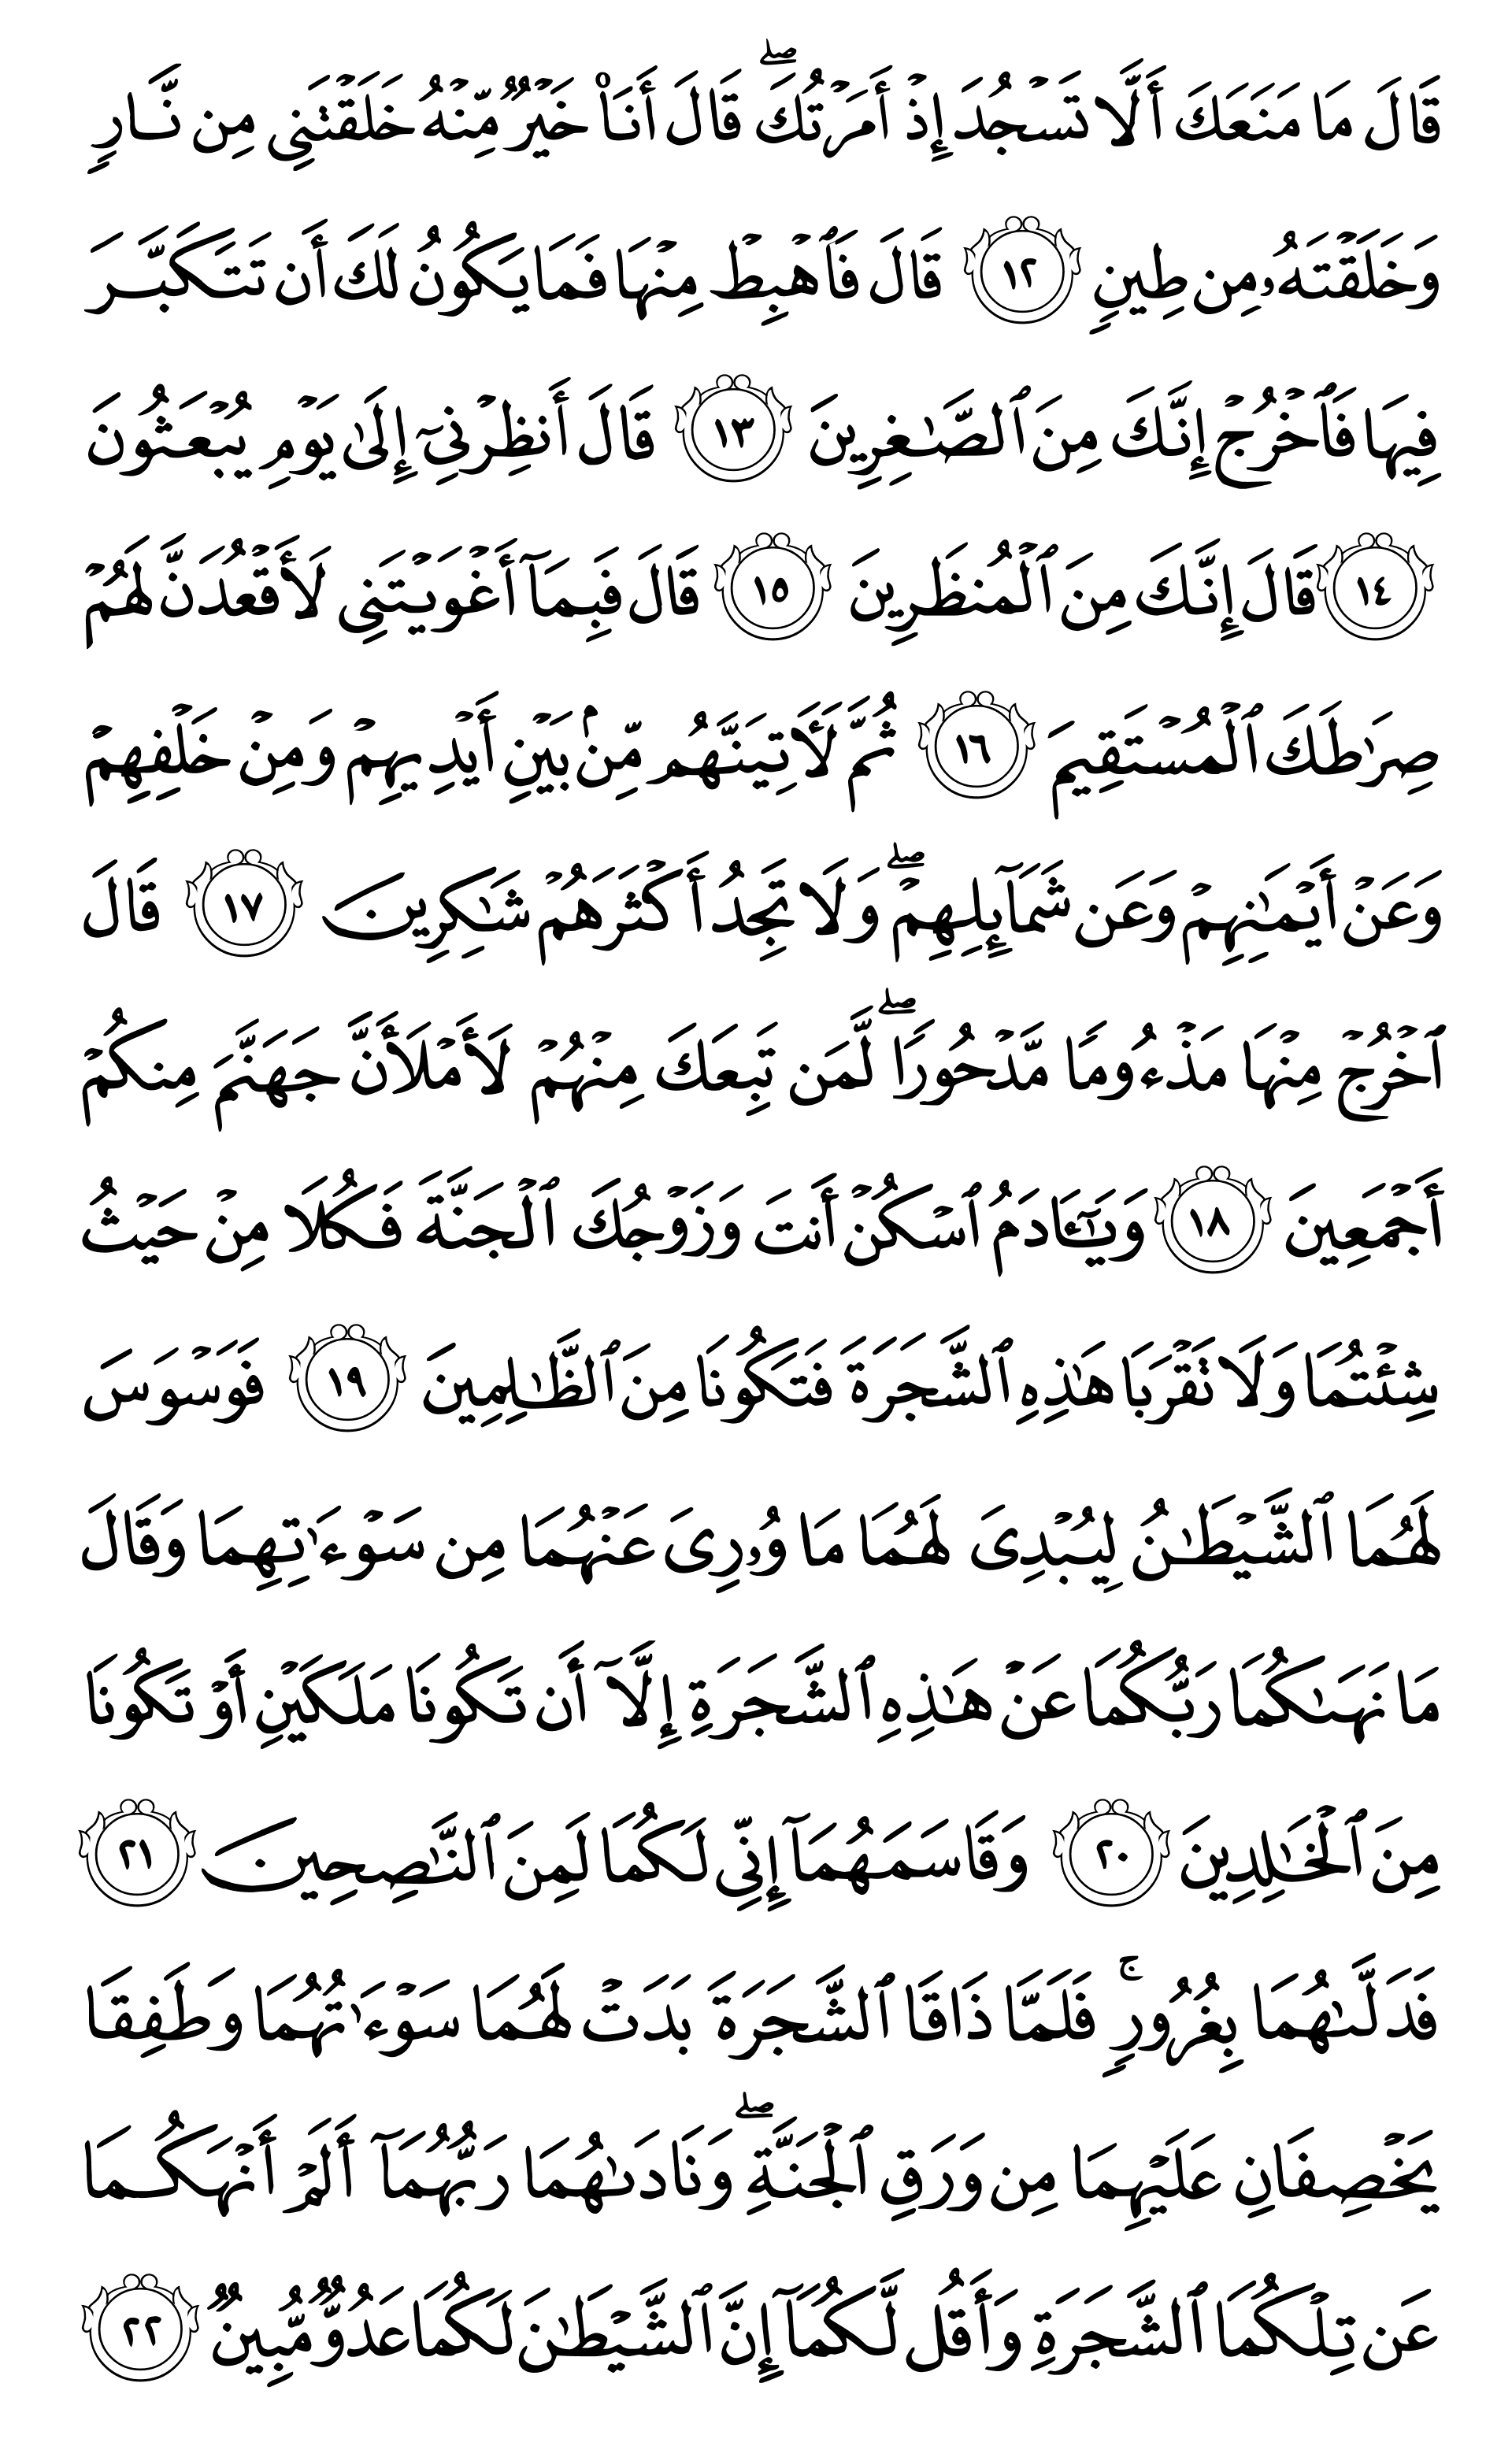 قَالَ مَا مَنَعَكَ أَلَّا تَسۡجُدَ إِذۡ أَمَرۡتُكَۖ قَالَ أَنَا۠ خَيۡرٞ مِّنۡهُ خَلَقۡتَنِي مِن نَّارٖ
وَخَلَقۡتَهُۥ مِن طِينٖ ١٢ قَالَ فَٱهۡبِطۡ مِنۡهَا فَمَا يَكُونُ لَكَ أَن تَتَكَبَّرَ
فِيهَا فَٱخۡرُجۡ إِنَّكَ مِنَ ٱلصَّٰغِرِينَ ١٣ قَالَ أَنظِرۡنِيٓ إِلَىٰ يَوۡمِ يُبۡعَثُونَ
١٤ قَالَ إِنَّكَ مِنَ ٱلۡمُنظَرِينَ ١٥ قَالَ فَبِمَآ أَغۡوَيۡتَنِي لَأَقۡعُدَنَّ لَهُمۡ
صِرَٰطَكَ ٱلۡمُسۡتَقِيمَ ١٦ ثُمَّ لَأٓتِيَنَّهُم مِّنۢ بَيۡنِ أَيۡدِيهِمۡ وَمِنۡ خَلۡفِهِمۡ
وَعَنۡ أَيۡمَٰنِهِمۡ وَعَن شَمَآئِلِهِمۡۖ وَلَا تَجِدُ أَكۡثَرَهُمۡ شَٰكِرِينَ ١٧ قَالَ
ٱخۡرُجۡ مِنۡهَا مَذۡءُومٗا مَّدۡحُورٗاۖ لَّمَن تَبِعَكَ مِنۡهُمۡ لَأَمۡلَأَنَّ جَهَنَّمَ مِنكُمۡ
أَجۡمَعِينَ ١٨ وَيَٰٓـَٔادَمُ ٱسۡكُنۡ أَنتَ وَزَوۡجُكَ ٱلۡجَنَّةَ فَكُلَا مِنۡ حَيۡثُ
شِئۡتُمَا وَلَا تَقۡرَبَا هَٰذِهِ ٱلشَّجَرَةَ فَتَكُونَا مِنَ ٱلظَّٰلِمِينَ ١٩ فَوَسۡوَسَ
لَهُمَا ٱلشَّيۡطَٰنُ لِيُبۡدِيَ لَهُمَا مَا وُۥرِيَ عَنۡهُمَا مِن سَوۡءَٰتِهِمَا وَقَالَ
مَا نَهَىٰكُمَا رَبُّكُمَا عَنۡ هَٰذِهِ ٱلشَّجَرَةِ إِلَّآ أَن تَكُونَا مَلَكَيۡنِ أَوۡ تَكُونَا
مِنَ ٱلۡخَٰلِدِينَ ٢٠ وَقَاسَمَهُمَآ إِنِّي لَكُمَا لَمِنَ ٱلنَّٰصِحِينَ ٢١
فَدَلَّىٰهُمَا بِغُرُورٖۚ فَلَمَّا ذَاقَا ٱلشَّجَرَةَ بَدَتۡ لَهُمَا سَوۡءَٰتُهُمَا وَطَفِقَا
يَخۡصِفَانِ عَلَيۡهِمَا مِن وَرَقِ ٱلۡجَنَّةِۖ وَنَادَىٰهُمَا رَبُّهُمَآ أَلَمۡ أَنۡهَكُمَا
عَن تِلۡكُمَا ٱلشَّجَرَةِ وَأَقُل لَّكُمَآ إِنَّ ٱلشَّيۡطَٰنَ لَكُمَا عَدُوّٞ مُّبِينٞ ٢٢